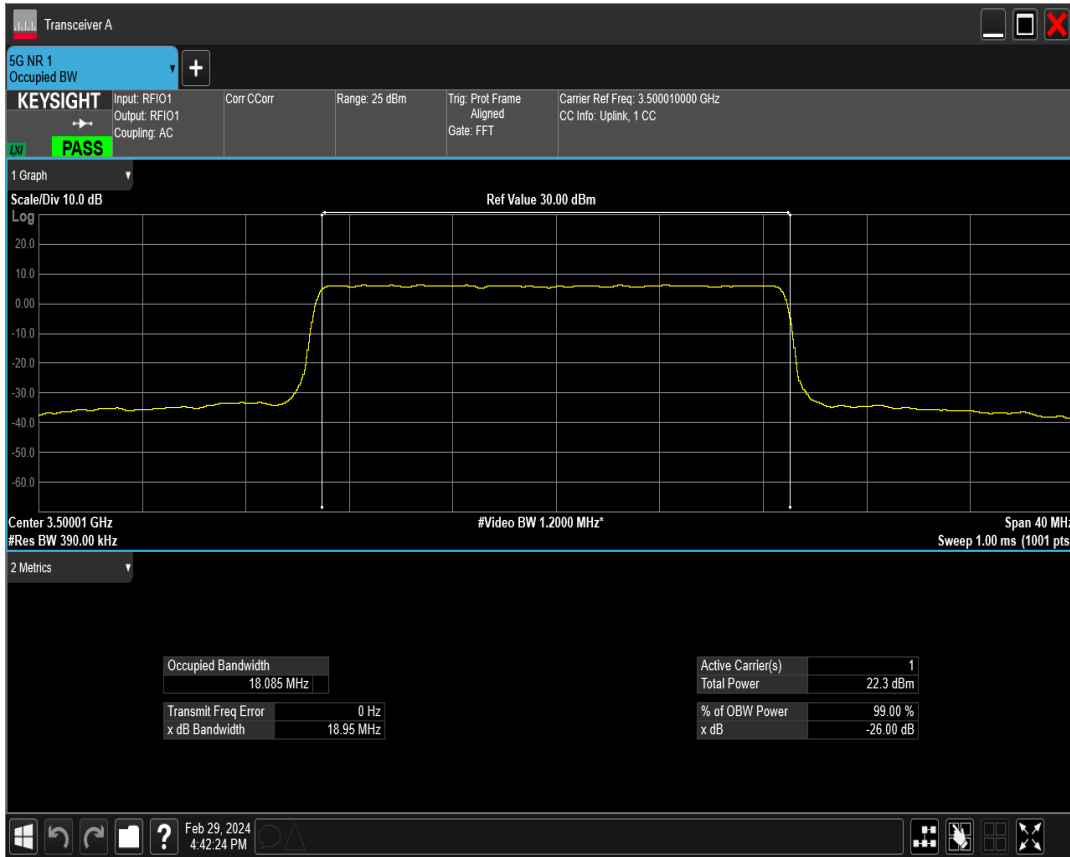 Transceiver A
5G NR 1
Occupied BW
+
KEYSIGHT
LXI
PASS
Input: RFIO1
Output: RFIO1
Coupling: AC
Corr CCorr
Range: 25 dBm
Trig: Prot Frame
Aligned
Gate: FFT
Carrier Ref Freq: 3.500010000 GHz
CC Info: Uplink, 1 CC
1 Graph
Scale/Div 10.0 dB
Ref Value 30.00 dBm
Log
20.0
10.0
0.00
-10.0
-20.0
-30.0
-40.0
-50.0
-60.0
Center 3.50001 GHz
#Video BW 1.2000 MHz*
Span 40 MHz
#Res BW 390.00 kHz
Sweep 1.00 ms (1001 pts
2 Metrics
Occupied Bandwidth
18.085 MHz
Transmit Freq Error 0 Hz
x dB Bandwidth 18.95 MHz
Active Carrier(s) 1
Total Power 22.3 dBm
% of OBW Power 99.00 %
x dB -26.00 dB
?
Feb 29, 2024
4:42:24 PM